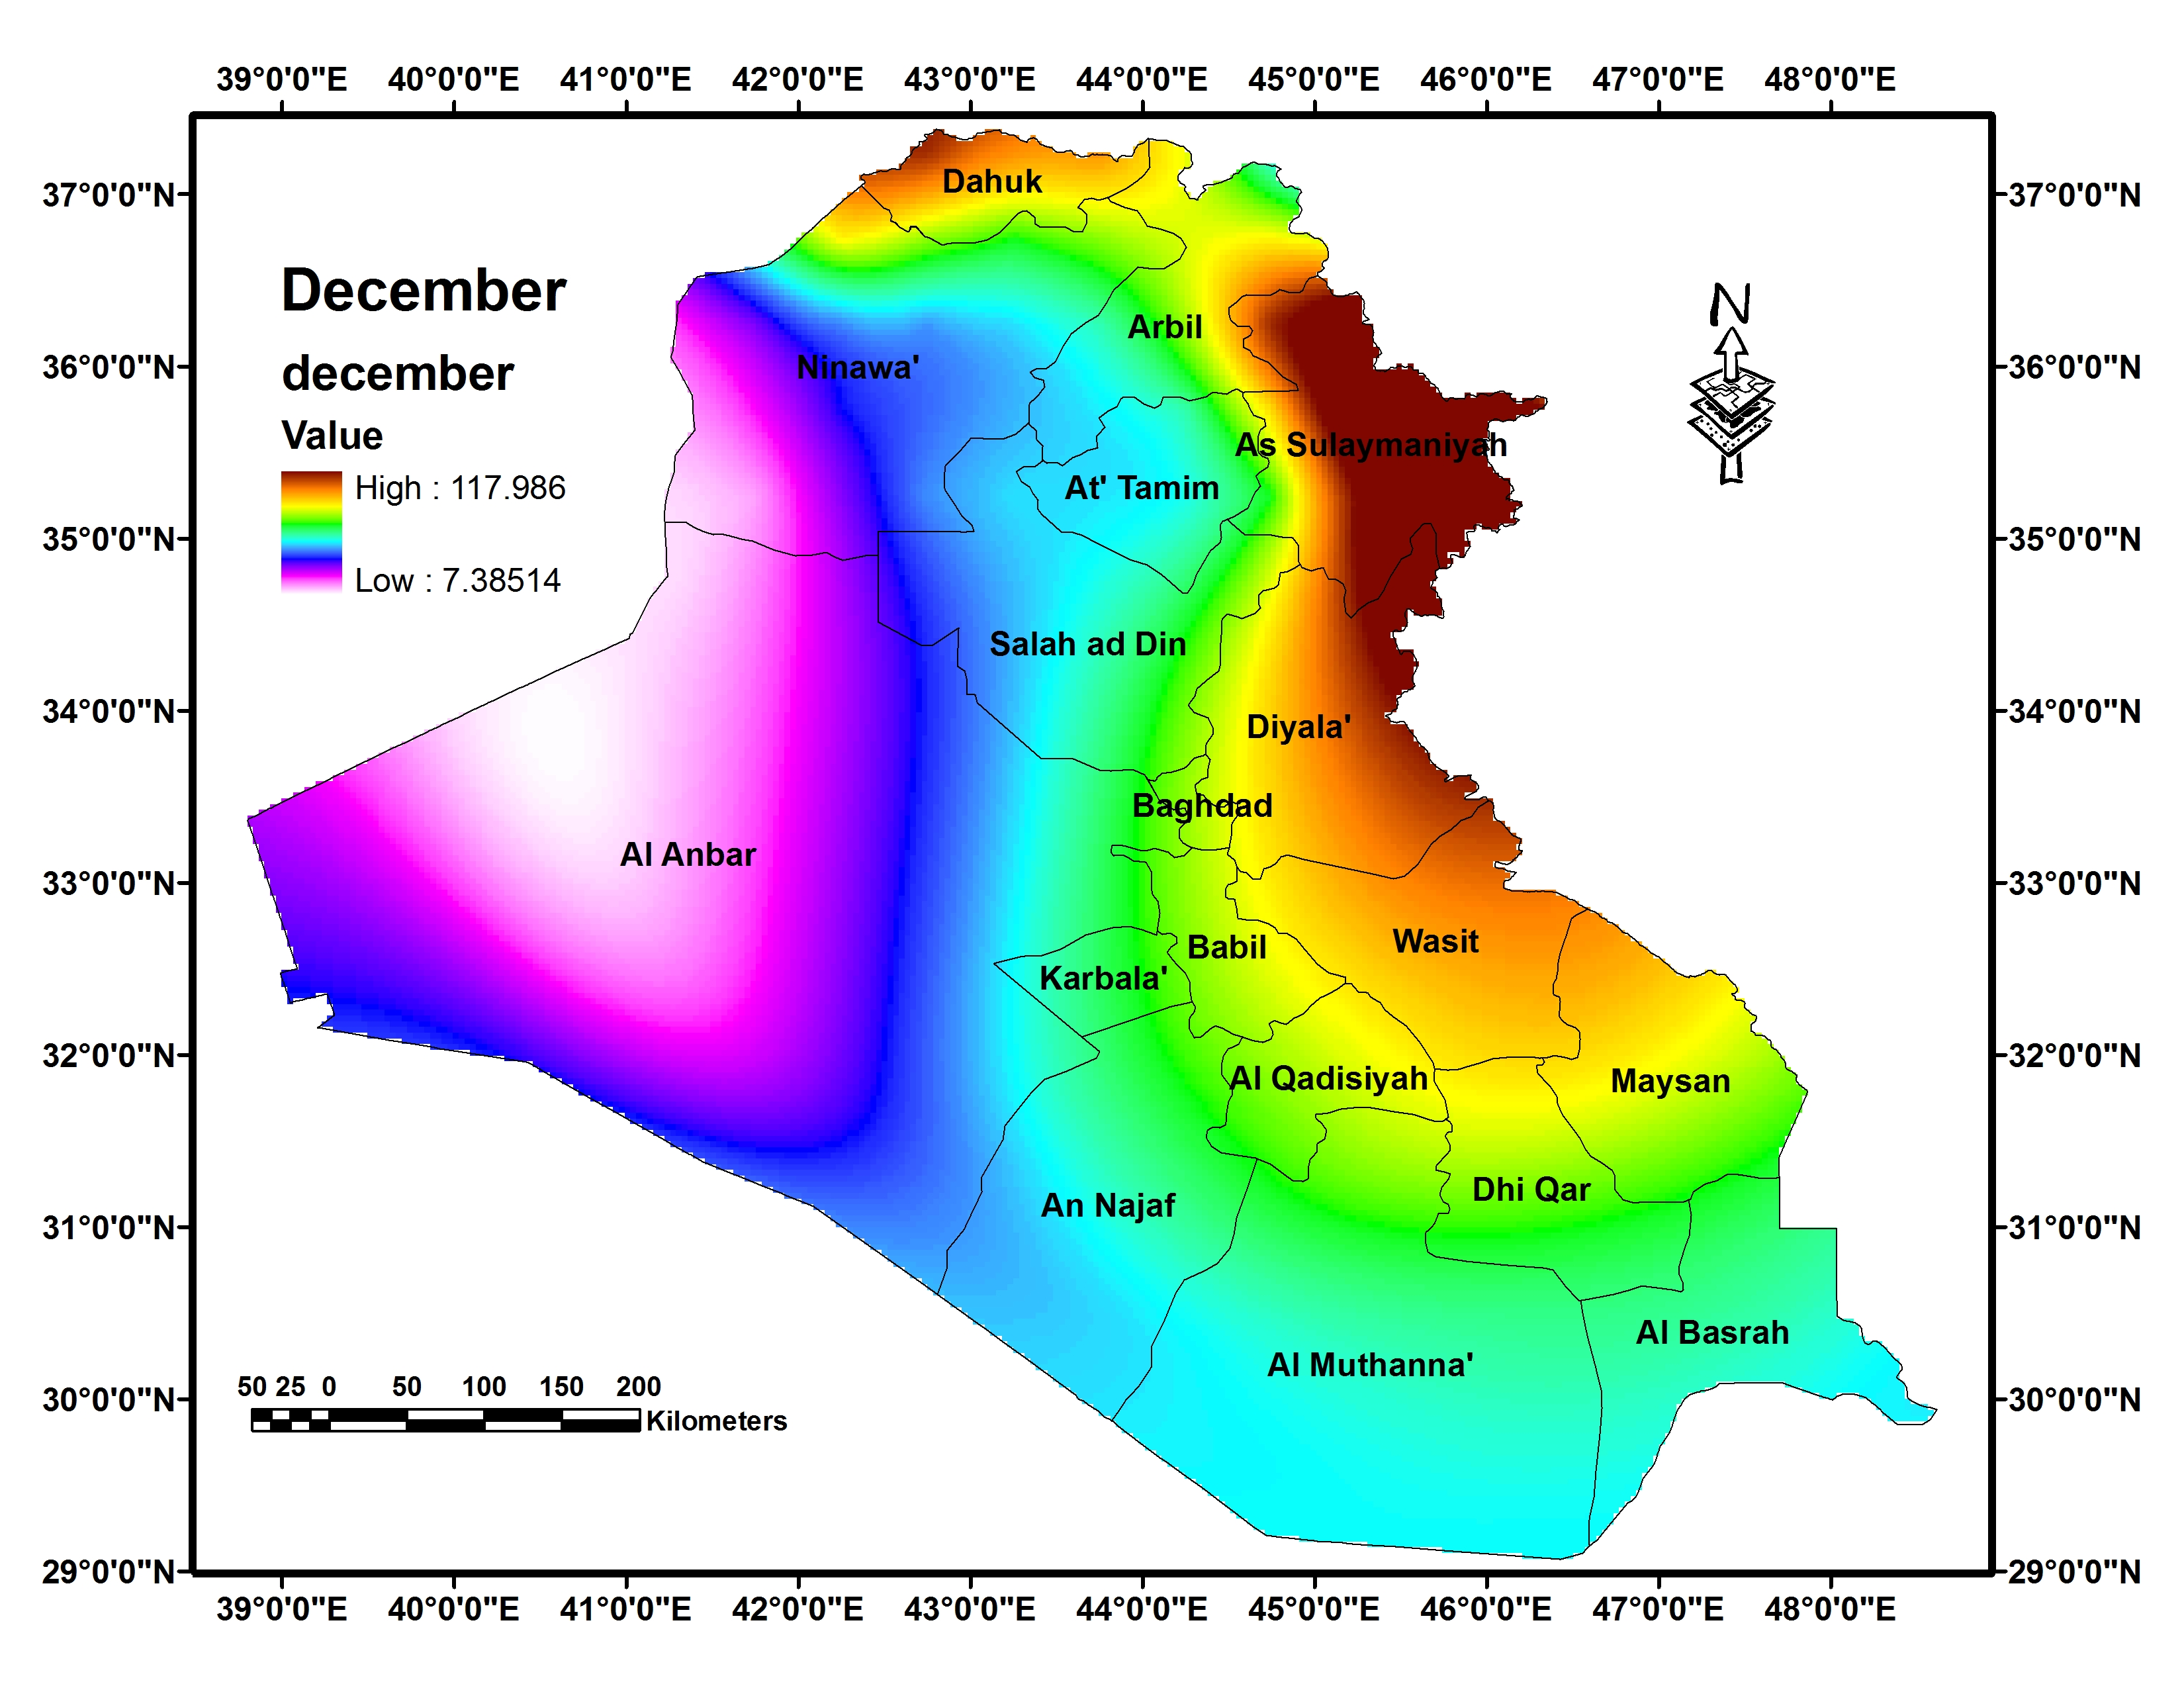 39°0'0"E 40°0'0"E 41°0'0"E 42°0'0"E 43°0'0"E 44°0'0"E 45°0'0"E 46°0'0"E 47°0'0"E 48°0'0"E
37°0'0"N 37°0'0"N
36°0'0"N 36°0'0"N
35°0'0"N 35°0'0"N
34°0'0"N 34°0'0"N
33°0'0"N 33°0'0"N
32°0'0"N 32°0'0"N
31°0'0"N 31°0'0"N
30°0'0"N 30°0'0"N
29°0'0"N 29°0'0"N
December
december
Value
High : 117.986
Low : 7.38514
N
Dahuk
Arbil
Ninawa'
As Sulaymaniyah
At' Tamim
Salah ad Din
Diyala'
Baghdad
Al Anbar
Wasit
Babil
Karbala'
Al Qadisiyah
Maysan
Dhi Qar
An Najaf
Al Basrah
Al Muthanna'
50 25 0 50 100 150 200
Kilometers
39°0'0"E 40°0'0"E 41°0'0"E 42°0'0"E 43°0'0"E 44°0'0"E 45°0'0"E 46°0'0"E 47°0'0"E 48°0'0"E